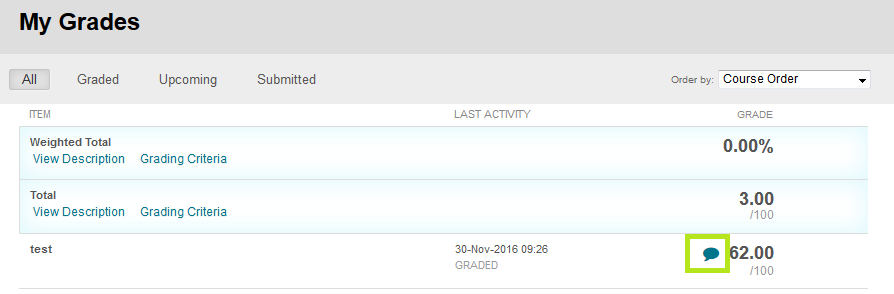 My Grades
All Graded Upcoming Submitted Order by: Course Order
ITEM LAST ACTIVITY GRADE
Weighted Total 0.00%
View Description Grading Criteria
Total 3.00
View Description Grading Criteria /100
test 30-Nov-2016 09:26 62.00
GRADED /100